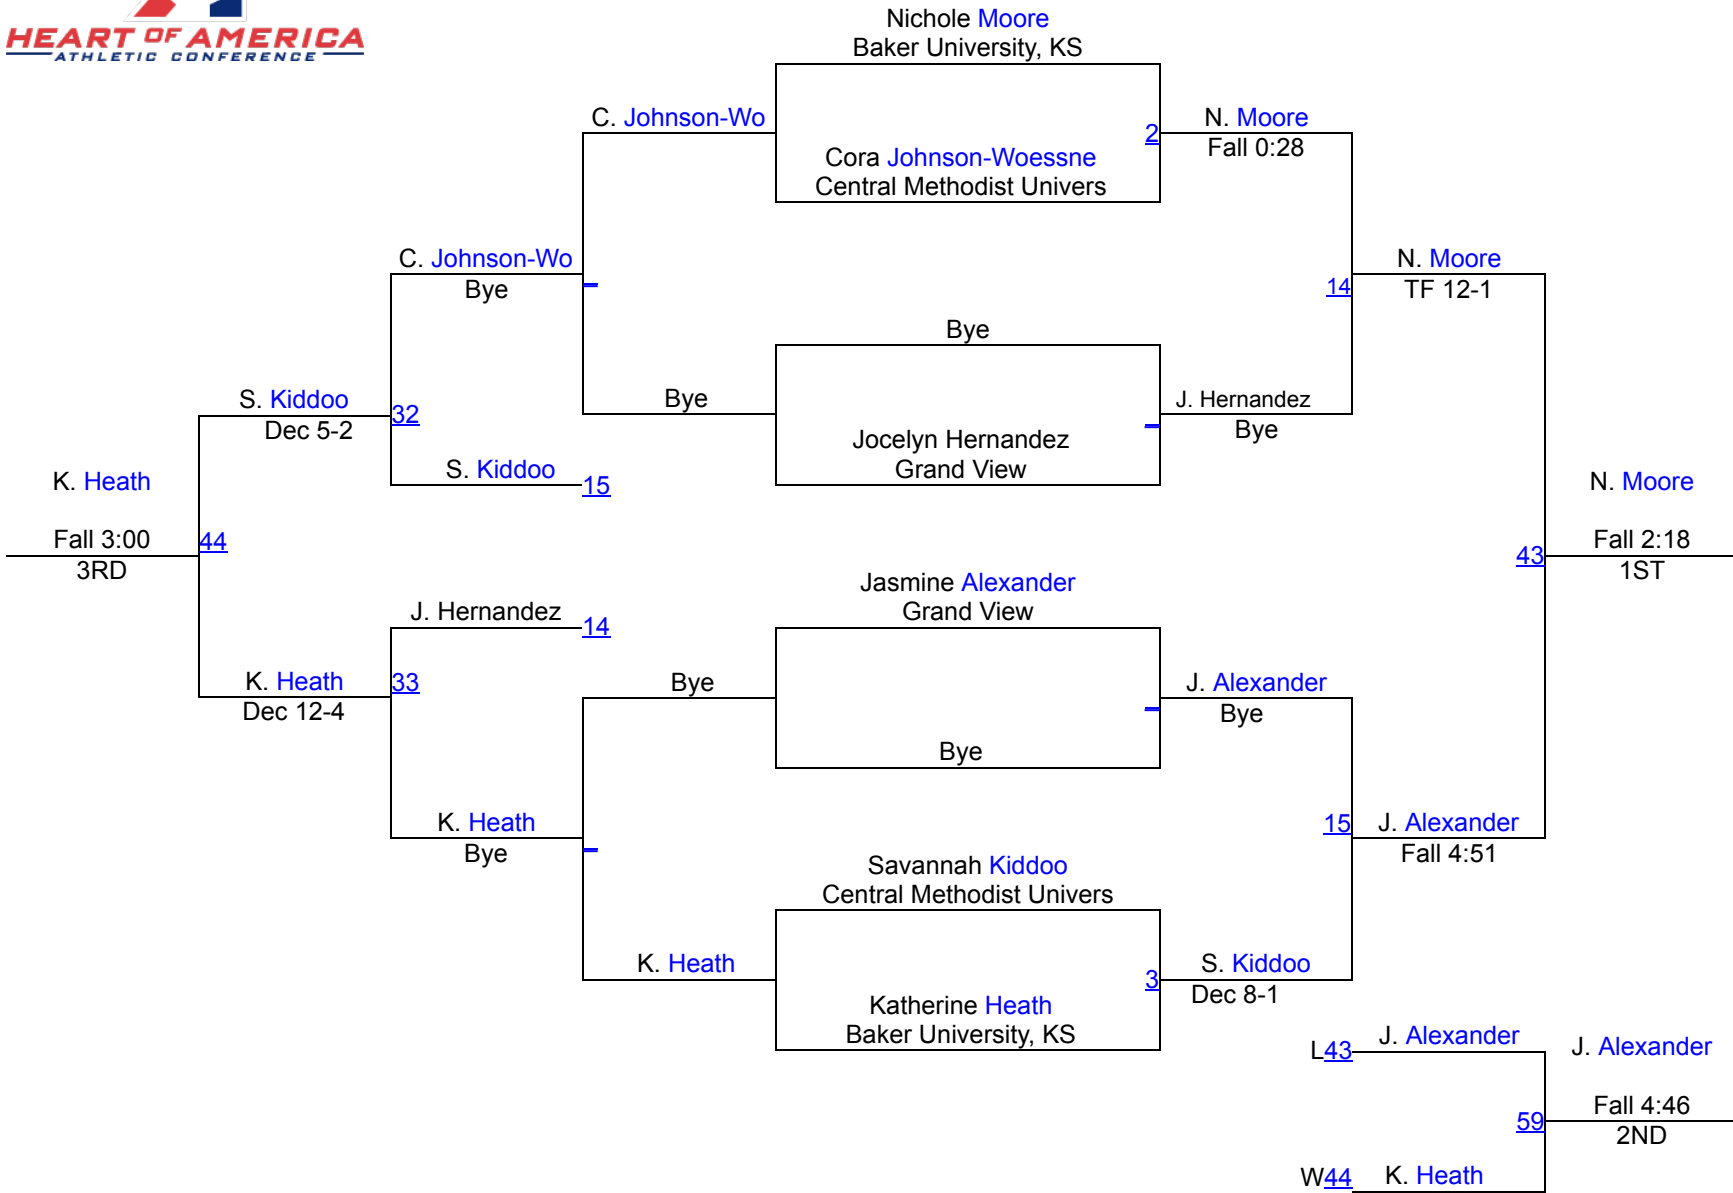 HEART OF AMERICA
ATHLETIC CONFERENCE
Nichole Moore
Baker University, KS
C. Johnson-Wo
2
N. Moore
Fall 0:28
Cora Johnson-Woessne
Central Methodist Univers
C. Johnson-Wo
Bye
14
N. Moore
TF 12-1
Bye
S. Kiddoo
Dec 5-2
32
Bye
J. Hernandez
Bye
Jocelyn Hernandez
Grand View
S. Kiddoo
15
K. Heath
Fall 3:00
3RD
44
N. Moore
43
Fall 2:18
1ST
Jasmine Alexander
Grand View
J. Hernandez
14
K. Heath
Dec 12-4
33
Bye
J. Alexander
Bye
Bye
K. Heath
Bye
15
J. Alexander
Fall 4:51
Savannah Kiddoo
Central Methodist Univers
K. Heath
3
S. Kiddoo
Dec 8-1
Katherine Heath
Baker University, KS
L43
J. Alexander
J. Alexander
59
Fall 4:46
2ND
W44
K. Heath